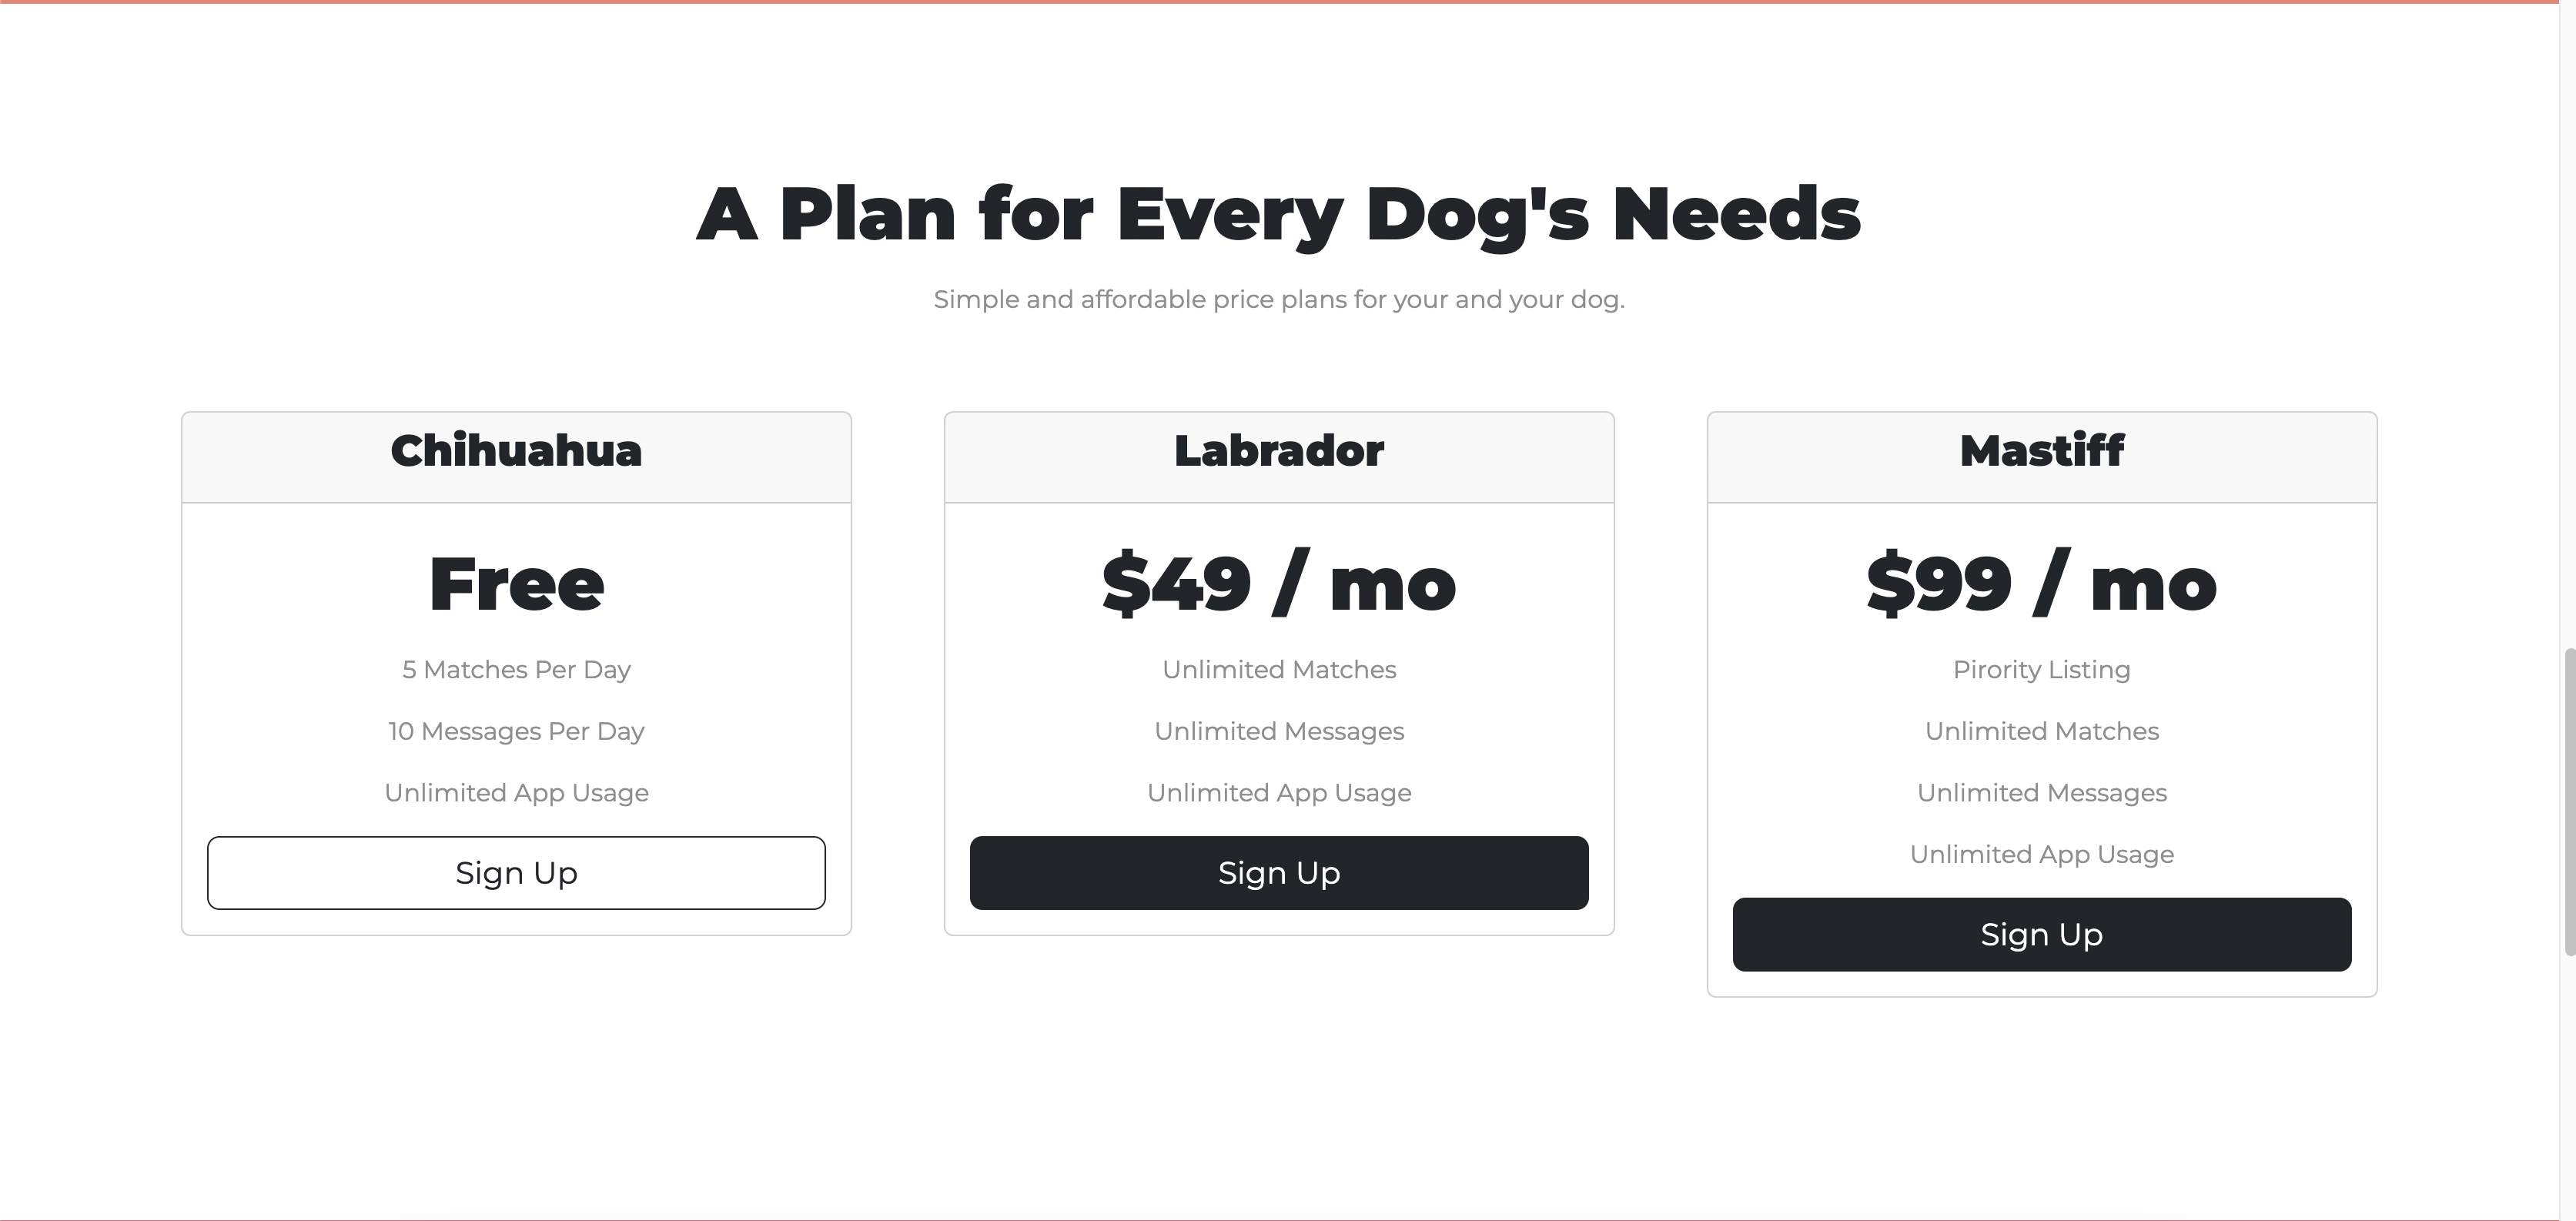 A Plan for Every Dog's Needs
Simple and affordable price plans for your and your dog.
Chihuahua
Free
5 Matches Per Day
10 Messages Per Day
Unlimited App Usage
Sign Up
Labrador
$49 / mo
Unlimited Matches
Unlimited Messages
Unlimited App Usage
Sign Up
Mastiff
$99 / mo
Pirority Listing
Unlimited Matches
Unlimited Messages
Unlimited App Usage
Sign Up